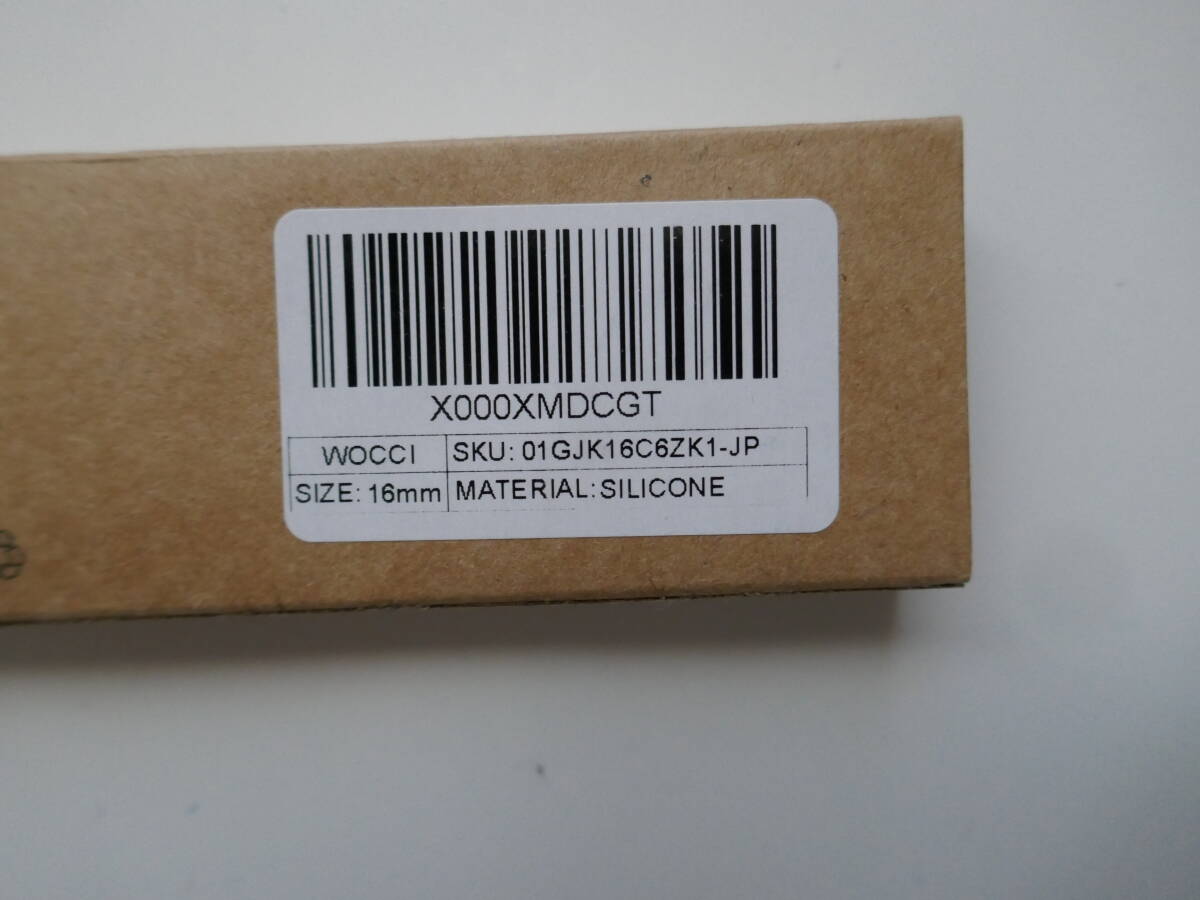 X000XMDCGT
WOCCI
SKU: 01GJK16C6ZK1-JP
SIZE: 16mm
MATERIAL:SILICONE